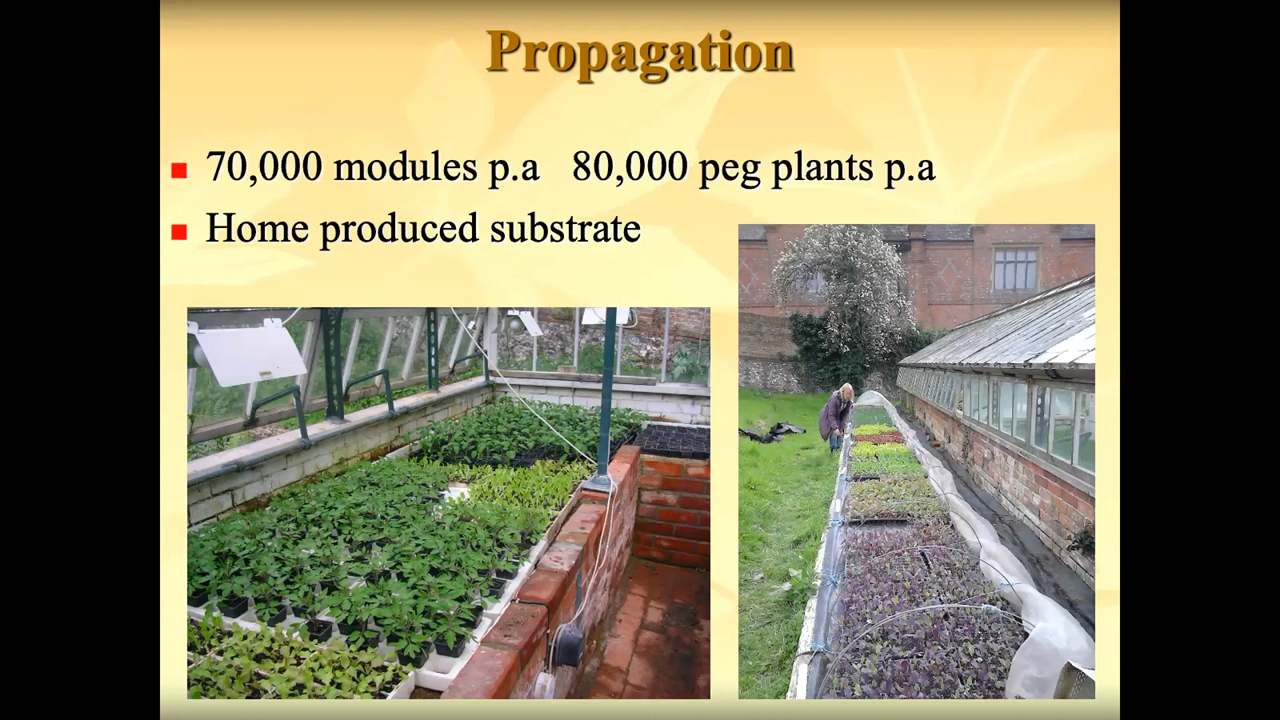 Propagation
70,000 modules p.a 80,000 peg plants p.a
Home produced substrate